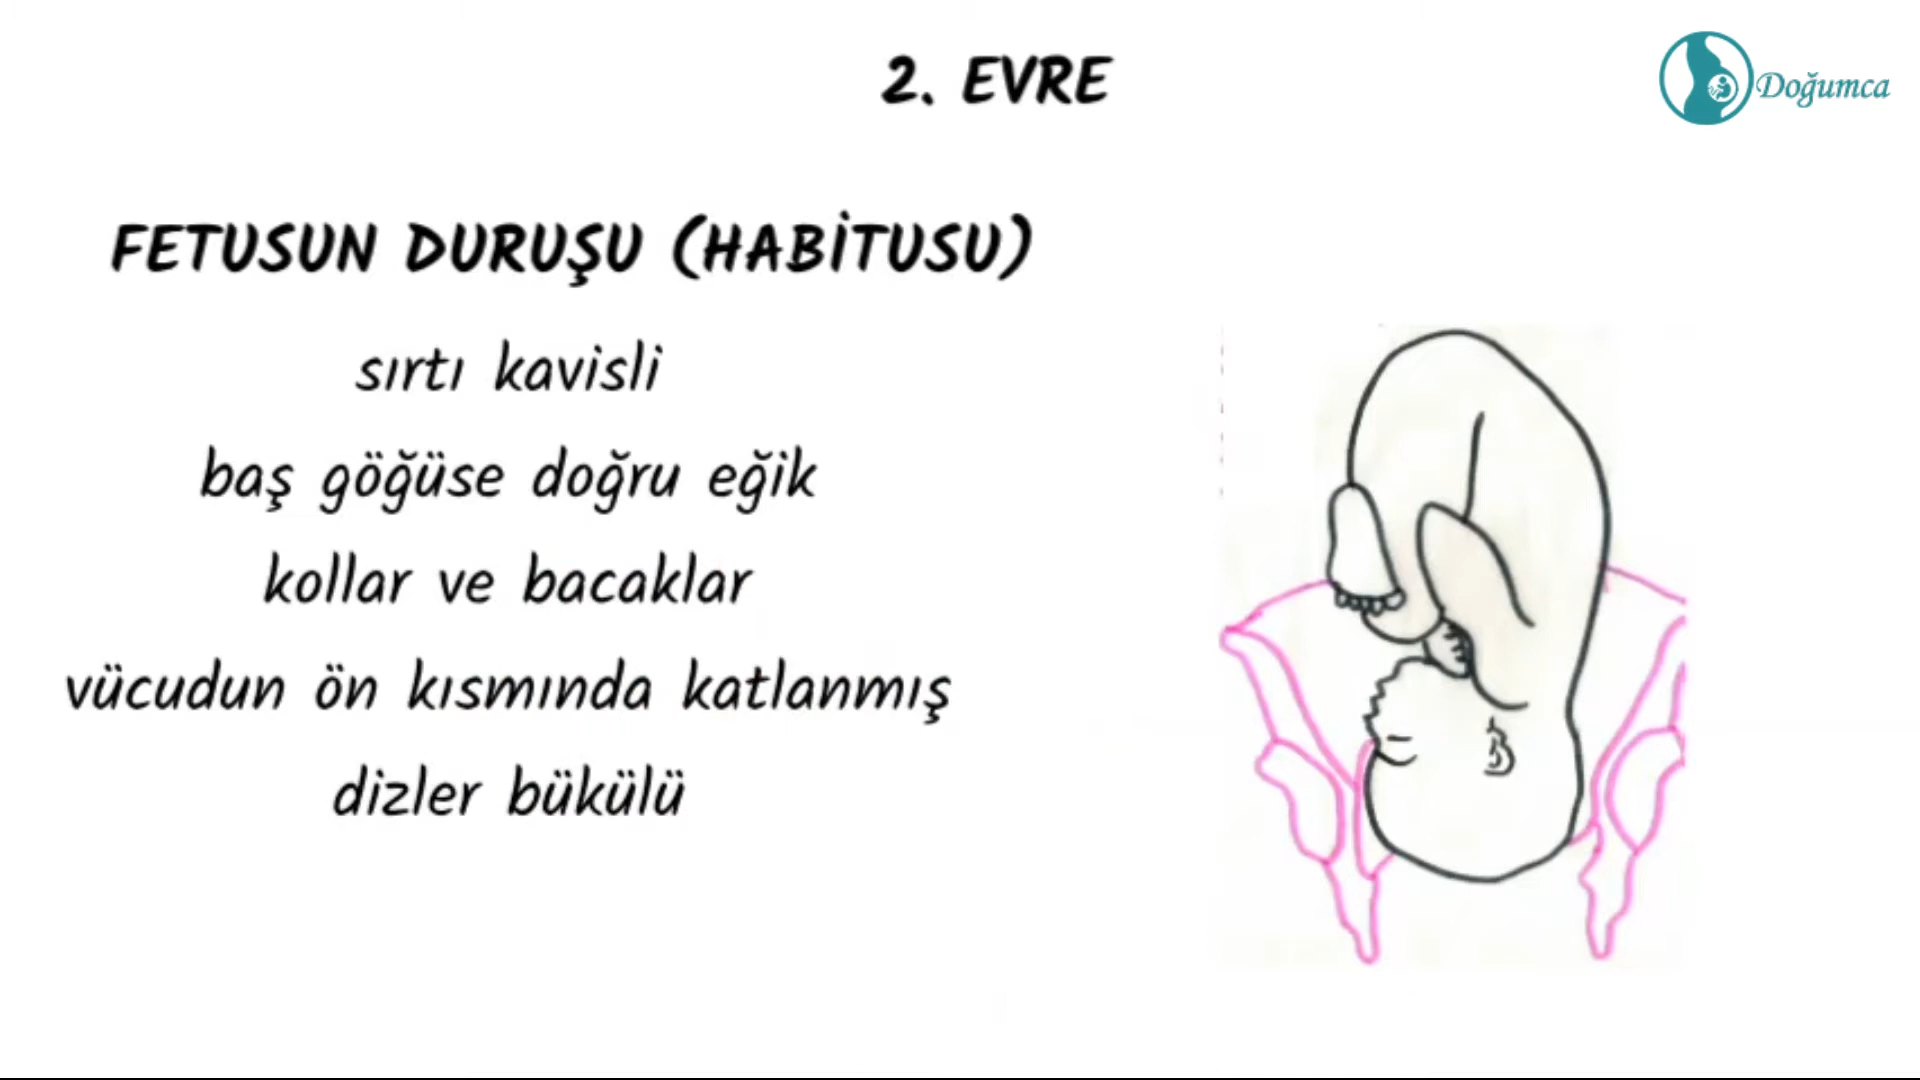 2. EVRE
Doğumca
FETUSUN DURUŞU (HABİTUSU)
sırtı kavisli
baş göğüse doğru eğik
kollar ve bacaklar
vücudun ön kısmında katlanmış
dizler bükülü